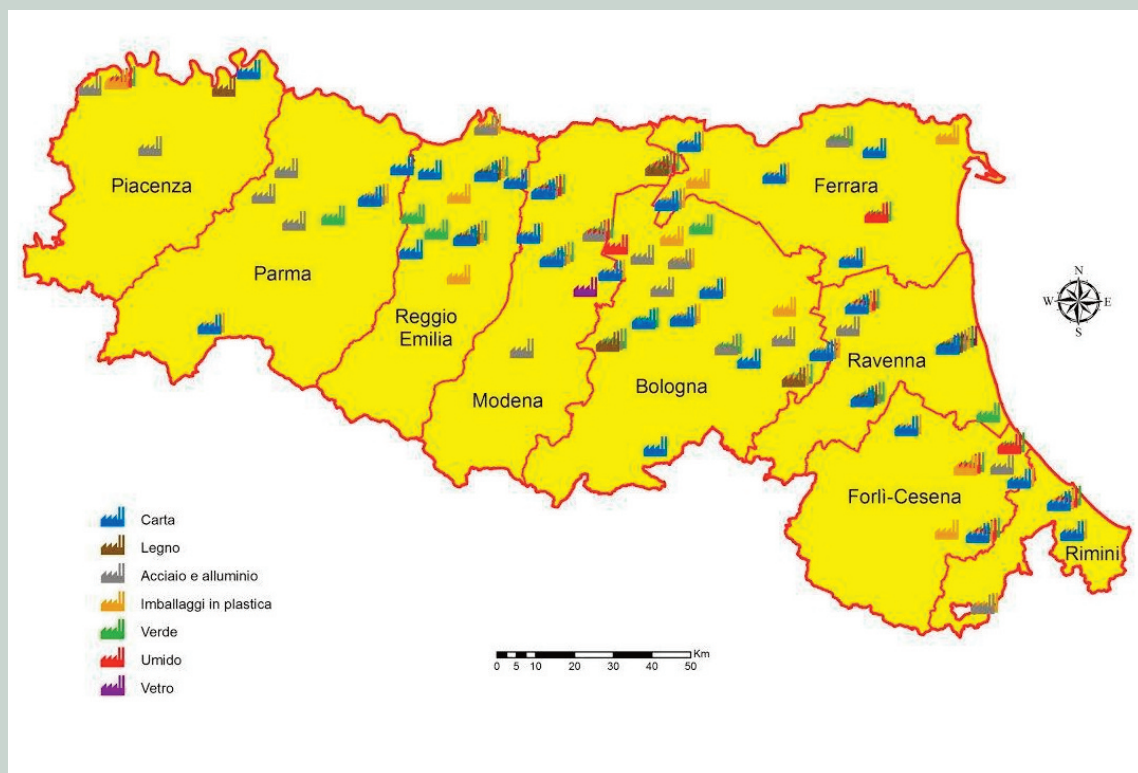 Piacenza
Parma
Reggio
Emilia
Modena
Bologna
Ferrara
Ravenna
Forlì-Cesena
Rimini
N
W E
S
Carta
Legno
Acciaio e alluminio
Imballaggi in plastica
Verde
Umido
Vetro
Km
0 5 10 20 30 40 50